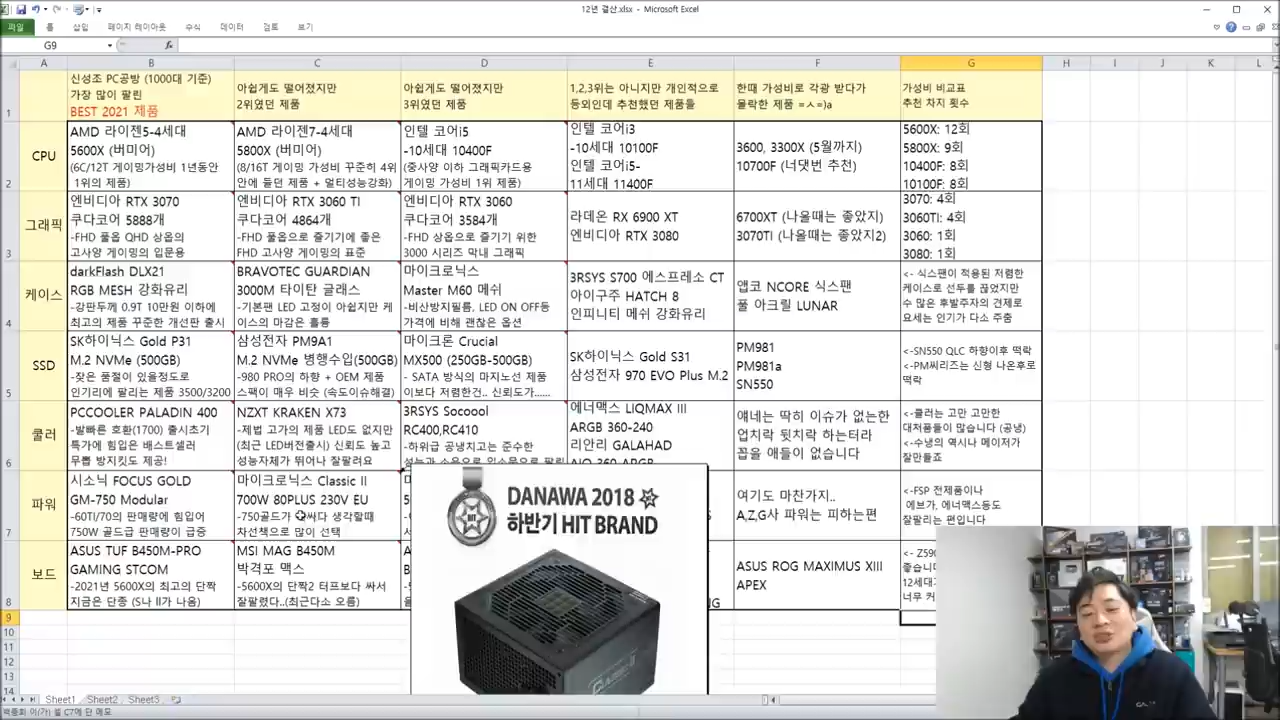 12년 결산.xlsx - Microsoft Excel
파일 홈 삽입 페이지 레이아웃 수식 데이터 검토 보기
G9 fx
A B C D E F G H I J K L
1
신성조 PC공방 (1000대 기준)
가장 많이 팔린
BEST 2021 제품
아쉽게도 떨어졌지만
2위였던 제품
아쉽게도 떨어졌지만
3위였던 제품
1,2,3위는 아니지만 개인적으로
등외인데 추천했던 제품들
한때 가성비로 각광 받다가
몰락한 제품 =ㅅ=)a
가성비 비교표
추천 차지 횟수
2
CPU
AMD 라이젠5-4세대
5600X (버미어)
(6C/12T 게이밍가성비 1년동안
1위의 제품)
AMD 라이젠7-4세대
5800X (버미어)
(8/16T 게이밍 가성비 꾸준히 4위
안에 들던 제품 + 멀티성능강화)
인텔 코어i5
-10세대 10400F
(중사양 이하 그래픽카드용
게이밍 가성비 1위 제품)
인텔 코어i3
-10세대 10100F
인텔 코어i5-
11세대 11400F
3600, 3300X (5월까지)
10700F (너댓번 추천)
5600X: 12회
5800X: 9회
10400F: 8회
10100F: 8회
3
그래픽
엔비디아 RTX 3070
쿠다코어 5888개
-FHD 풀옵 QHD 상옵의
고사양 게이밍의 입문용
엔비디아 RTX 3060 TI
쿠다코어 4864개
-FHD 풀옵으로 즐기기에 좋은
FHD 고사양 게이밍의 표준
엔비디아 RTX 3060
쿠다코어 3584개
-FHD 상옵으로 즐기기 위한
3000 시리즈 막내 그래픽
라데온 RX 6900 XT
엔비디아 RTX 3080
6700XT (나올때는 좋았지)
3070TI (나올때는 좋았지2)
3070: 4회
3060TI: 4회
3060: 1회
3080: 1회
4
케이스
darkFlash DLX21
RGB MESH 강화유리
-강판두께 0.9T 10만원 이하에
최고의 제품 꾸준한 개선판 출시
BRAVOTEC GUARDIAN
3000M 타이탄 글래스
-기본팬 LED 고정이 아쉽지만 케
이스의 마감은 훌륭
마이크로닉스
Master M60 메쉬
-비산방지필름, LED ON OFF등
가격에 비해 괜찮은 옵션
3RSYS S700 에스프레소 CT
아이구주 HATCH 8
인피니티 메쉬 강화유리
앱코 NCORE 식스팬
풀 아크릴 LUNAR
<- 식스팬이 적용된 저렴한
케이스로 선두를 끊었지만
수 많은 후발주자의 견제로
요세는 인기가 다소 주춤
5
SSD
SK하이닉스 Gold P31
M.2 NVMe (500GB)
-잦은 품절이 있을정도로
인기리에 팔리는 제품 3500/3200
삼성전자 PM9A1
M.2 NVMe 병행수입(500GB)
-980 PRO의 하향 + OEM 제품
스팩이 매우 비슷 (속도이슈해결)
마이크론 Crucial
MX500 (250GB-500GB)
- SATA 방식의 마지노선 제품
이보다 저렴한건.. 신뢰도가......
SK하이닉스 Gold S31
삼성전자 970 EVO Plus M.2
PM981
PM981a
SN550
<-SN550 QLC 하향이후 떡락
<-PM씨리즈는 신형 나온후로
떡락
6
쿨러
PCCOOLER PALADIN 400
-발빠른 호환(1700) 출시초기
특가에 힘입은 배스트셀러
무뽑 방지킷도 제공!
NZXT KRAKEN X73
-제법 고가의 제품 LED도 없지만
(최근 LED버전출시) 신뢰도 높고
성능자체가 뛰어나 잘팔려요
3RSYS Socoool
RC400,RC410
-하위급 공냉치고는 준수한
성능과 소음으로 입소문으로 팔린
에너맥스 LIQMAX III
ARGB 360-240
리안리 GALAHAD
AIO 360 ARGB
얘네는 딱히 이슈가 없는한
업치락 뒷치락 하는터라
꼽을 애들이 없습니다
<-쿨러는 고만 고만한
대처품들이 많습니다 (공냉)
<-수냉의 역시나 메이저가
잘만들죠
7
파워
시소닉 FOCUS GOLD
GM-750 Modular
-60TI/70의 판매량에 힘입어
750W 골드급 판매량이 급증
마이크로닉스 Classic II
700W 80PLUS 230V EU
-750골드가 비싸다 생각할때
차선책으로 많이 선택
여기도 마찬가지..
A,Z,G사 파워는 피하는편
<-FSP 전제품이나
에브가, 에너맥스등도
잘팔리는 편입니다
8
보드
ASUS TUF B450M-PRO
GAMING STCOM
-2021년 5600X의 최고의 단짝
지금은 단종 (S나 II가 나옴)
MSI MAG B450M
박격포 맥스
-5600X의 단짝2 터프보다 싸서
잘팔렸다..(최근다소 오름)
ASUS ROG MAXIMUS XIII
APEX
DANAWA 2018
하반기 HIT BRAND
HIT
9
10
11
12
13
14
Sheet1 Sheet2 Sheet3